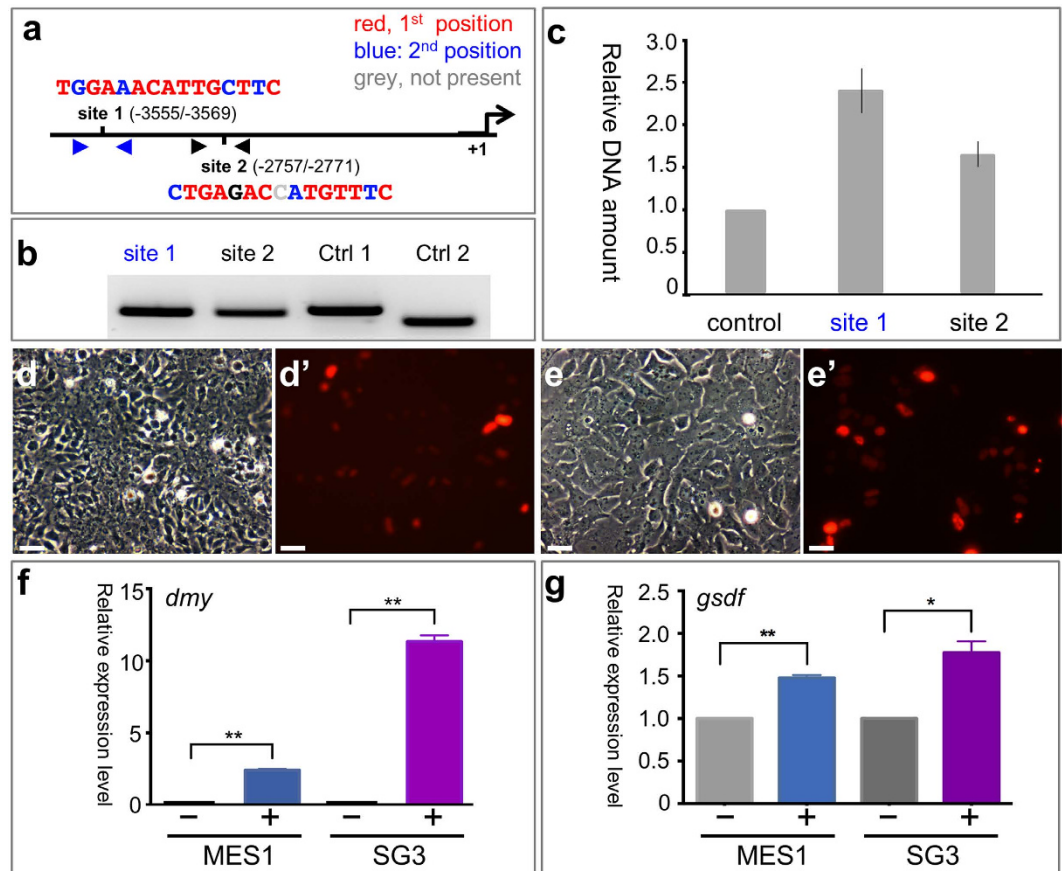 a
red, 1st position
blue: 2nd position
grey, not present
TGGAAACATTGCTTC
site 1 (-3555/-3569)
+1
site 2 (-2757/-2771)
CTGAGACCATGTTTC
b
site 1 site 2 Ctrl 1 Ctrl 2
c
Relative DNA amount
3.0
2.5
2.0
1.5
1.0
0.5
0
control site 1 site 2
d
d'
e
e'
f
dmy
Relative expression level
15
10
5
0
**
**
− + − +
MES1 SG3
g
gsdf
Relative expression level
2.5
2.0
1.5
1.0
0.5
0
**
*
− + − +
MES1 SG3